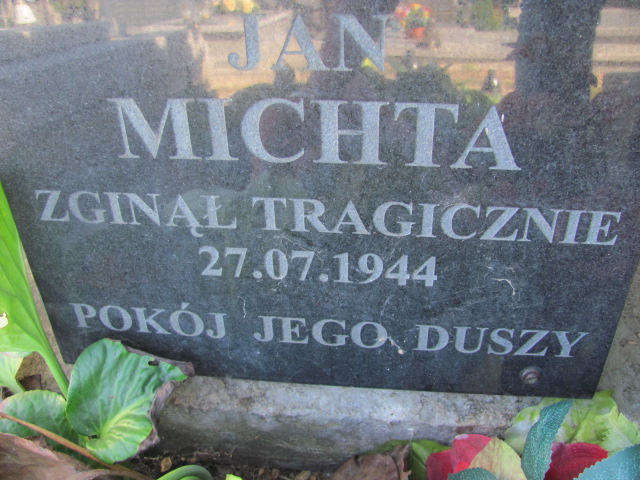 JAN
MICHTA
ZGINĄŁ TRAGICZNIE
27.07.1944
POKÓJ JEGO DUSZY